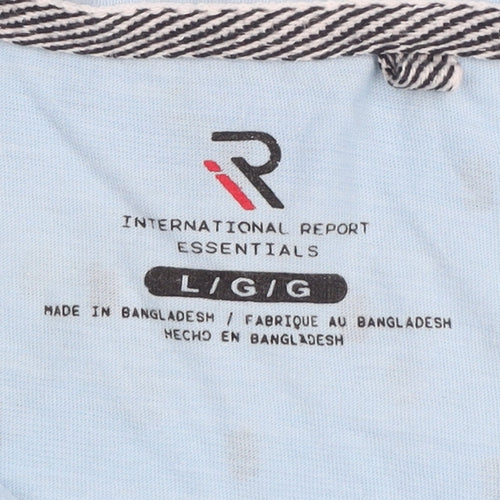 iR
INTERNATIONAL REPORT
ESSENTIALS
L/G/G
MADE IN BANGLADESH / FABRIQUE AU BANGLADESH
HECHO EN BANGLADESH